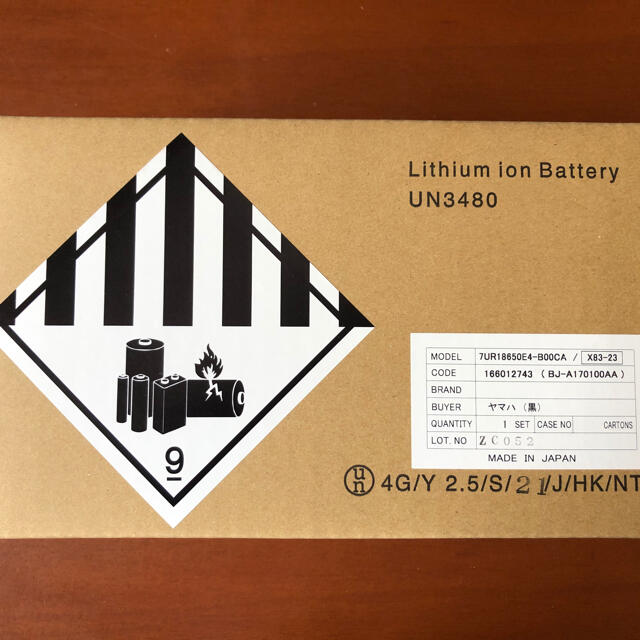 Lithium ion Battery
UN3480
MODEL 7UR18650E4-B00CA / X83-23
CODE 166012743 ( BJ-A170100AA )
BRAND
BUYER ヤマハ (黒)
QUANTITY 1 SET CASE NO CARTONS
LOT. NO ZC052
MADE IN JAPAN
9
un 4G/Y 2.5/S/21/J/HK/NT